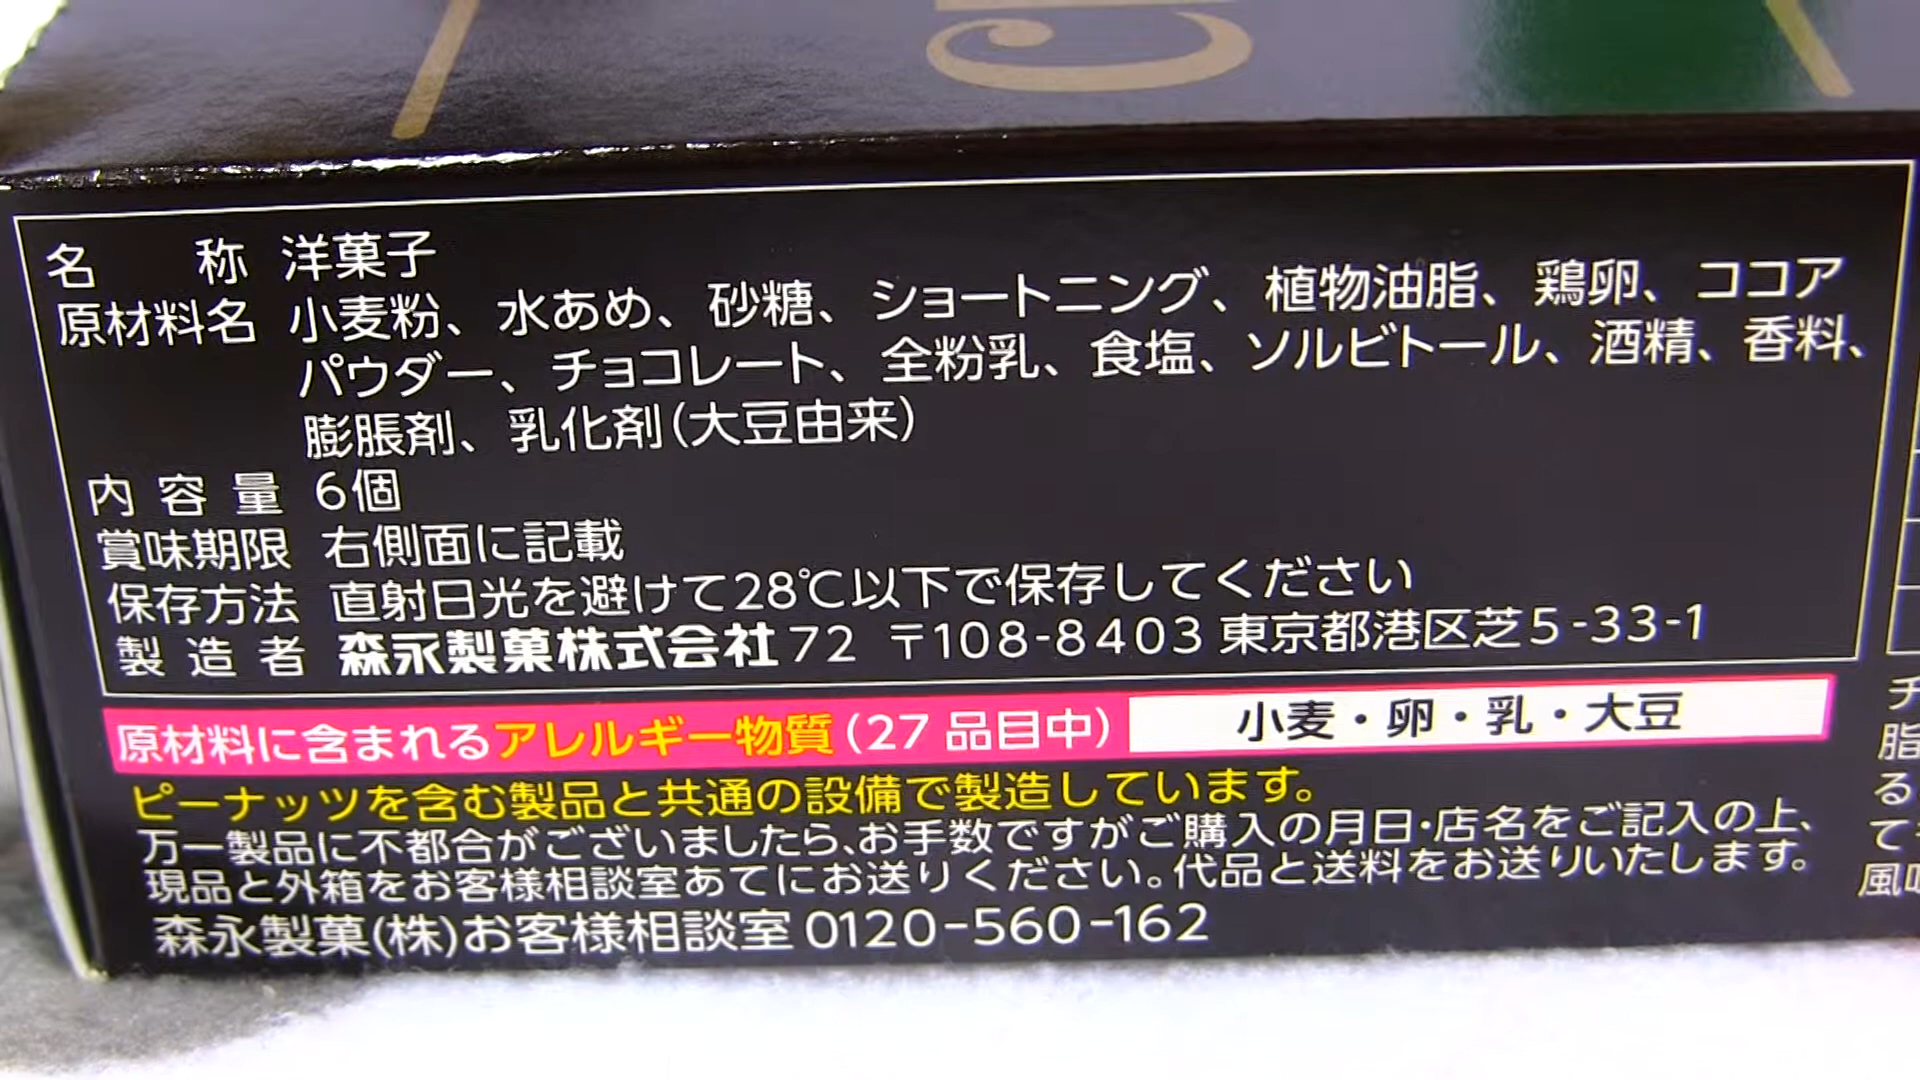 名称 洋菓子
原材料名 小麦粉、水あめ、砂糖、ショートニング、植物油脂、鶏卵、ココア
パウダー、チョコレート、全粉乳、食塩、ソルビトール、酒精、香料、
膨脹剤、乳化剤(大豆由来)
内容量 6個
賞味期限 右側面に記載
保存方法 直射日光を避けて28℃以下で保存してください
製造者 森永製菓株式会社72 〒108-8403 東京都港区芝5-33-1
原材料に含まれるアレルギー物質(27品目中) 小麦・卵・乳・大豆
ピーナッツを含む製品と共通の設備で製造しています。
万一製品に不都合がございましたら、お手数ですがご購入の月日・店名をご記入の上、
現品と外箱をお客様相談室あてにお送りください。代品と送料をお送りいたします。
森永製菓(株)お客様相談室 0120-560-162